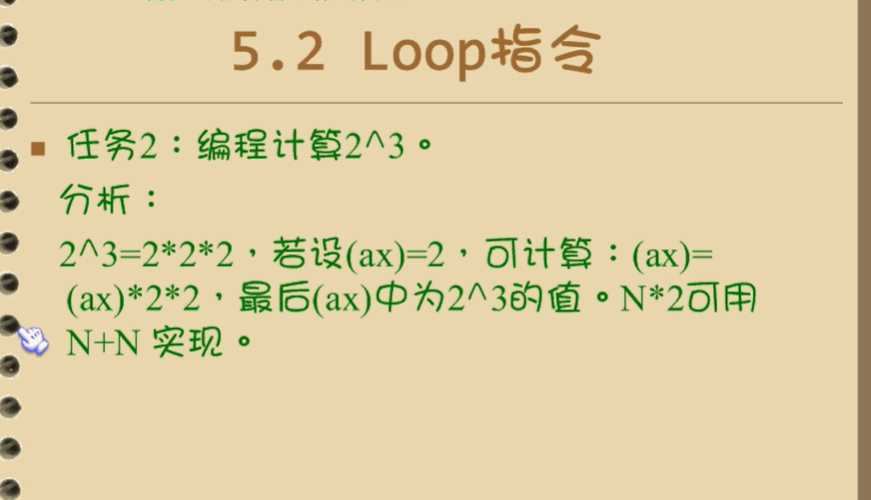 5.2 Loop指令
任务2：编程计算2^3。
分析：
2^3=2*2*2，若设(ax)=2，可计算：(ax)=
(ax)*2*2，最后(ax)中为2^3的值。N*2可用
N+N 实现。